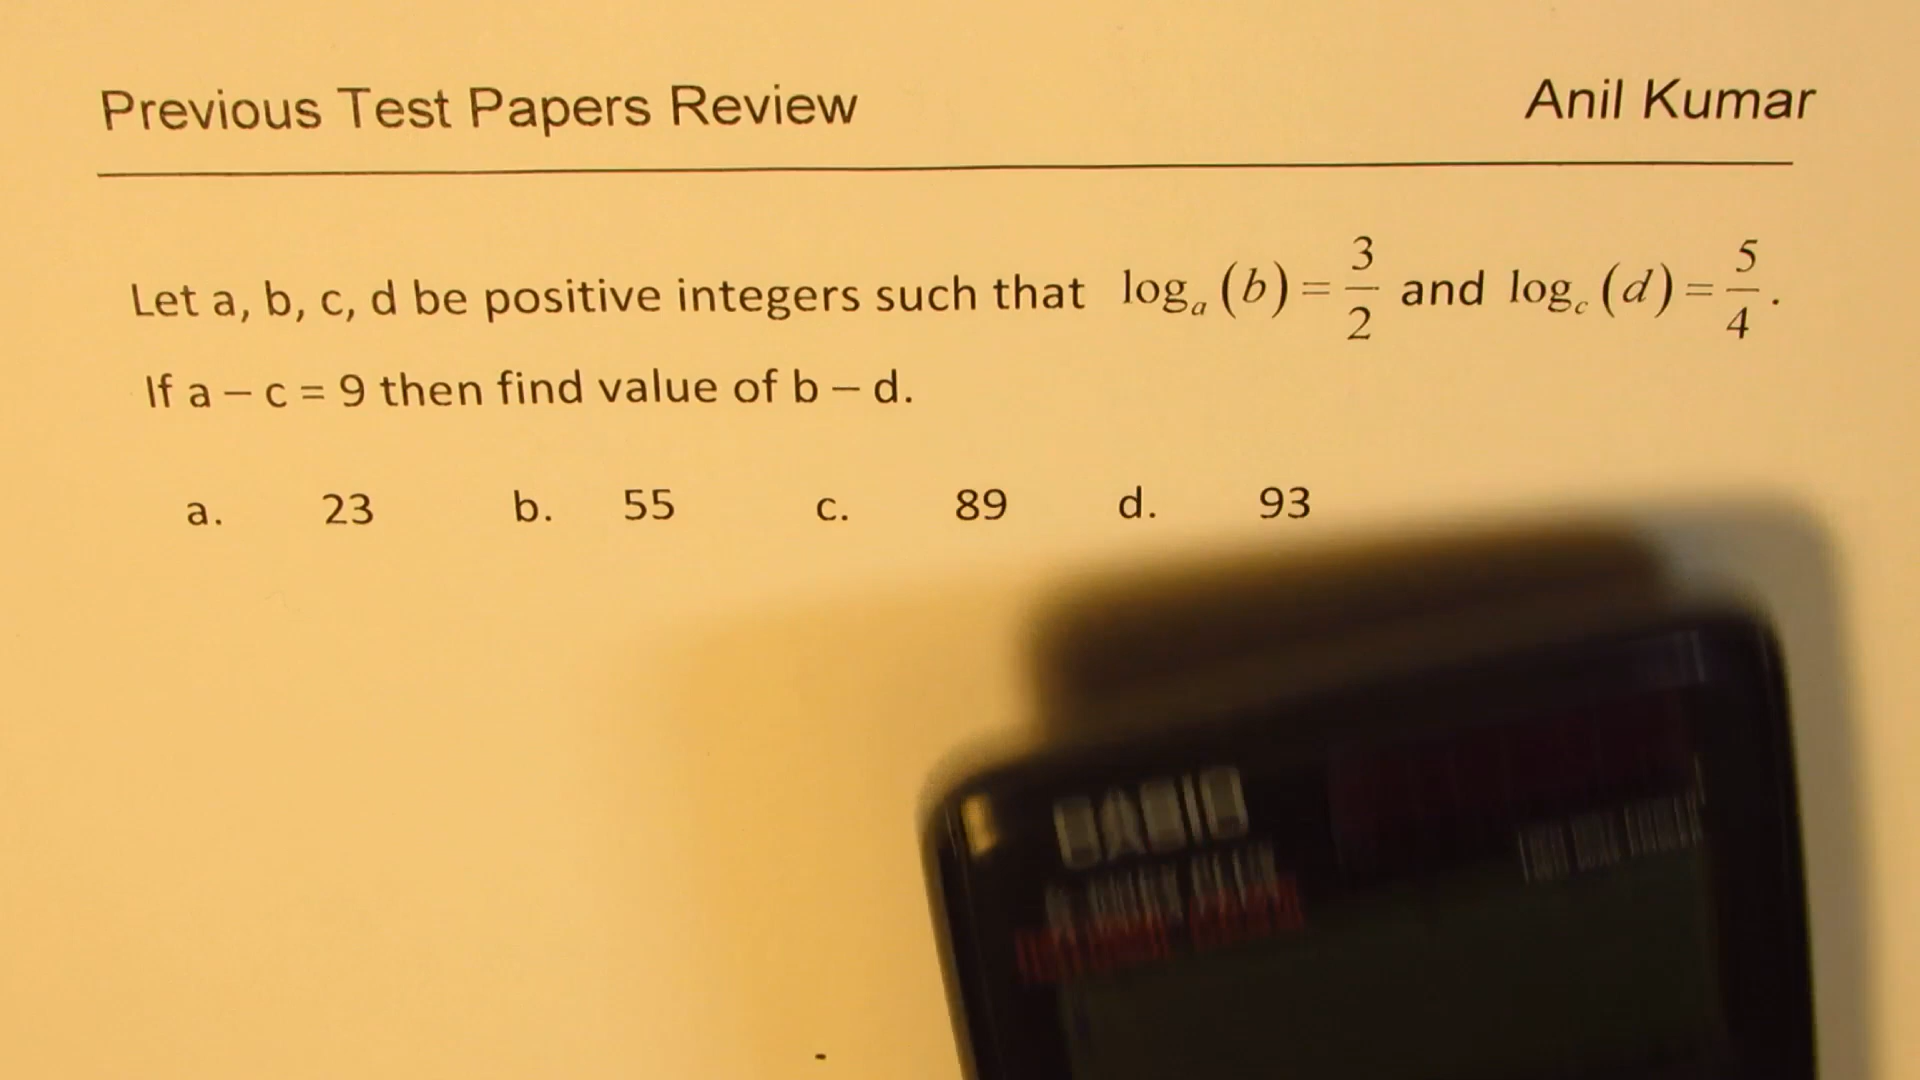 Previous Test Papers Review
Anil Kumar
Let a, b, c, d be positive integers such that log_a (b) = 3/2 and log_c (d) = 5/4.
If a – c = 9 then find value of b – d.
a. 23 b. 55 c. 89 d. 93